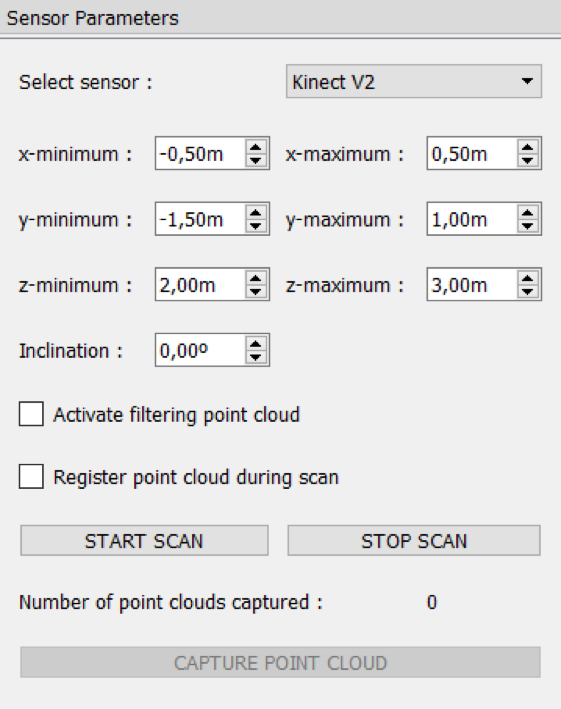 Sensor Parameters
Select sensor : Kinect V2
x-minimum : -0,50m x-maximum : 0,50m
y-minimum : -1,50m y-maximum : 1,00m
z-minimum : 2,00m z-maximum : 3,00m
Inclination : 0,00º
Activate filtering point cloud
Register point cloud during scan
START SCAN STOP SCAN
Number of point clouds captured : 0
CAPTURE POINT CLOUD